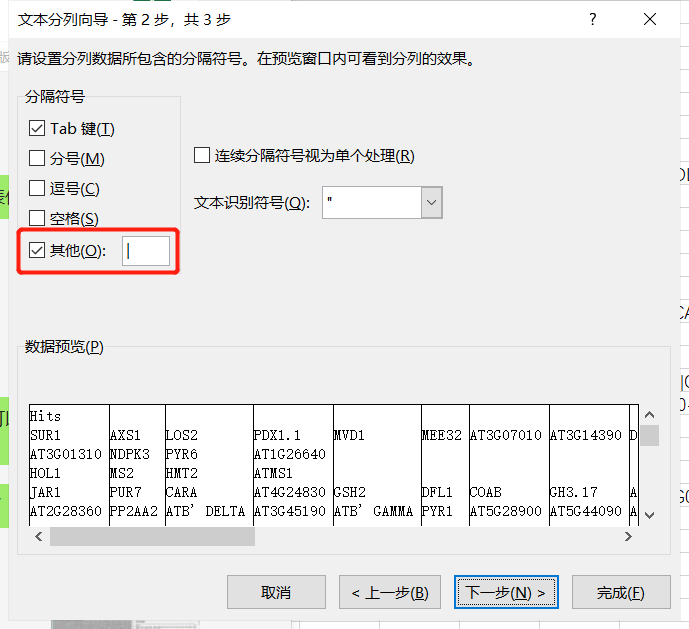 文本分列向导 - 第 2 步，共 3 步
请设置分列数据所包含的分隔符号。在预览窗口内可看到分列的效果。
分隔符号
Tab 键(T)
分号(M)
逗号(C)
空格(S)
其他(O): |
连续分隔符号视为单个处理(R)
文本识别符号(Q): "
数据预览(P)
Hits
SUR1 AXS1 LOS2 PDX1.1 MVD1 MEE32 AT3G07010 AT3G14390 D
AT3G01310 NDPK3 PYR6 AT1G26640
HOL1 MS2 HMT2 ATMS1
JAR1 PUR7 CARA AT4G24830 GSH2 DFL1 COAB GH3.17 A
AT2G28360 PP2AA2 ATB' DELTA AT3G45190 ATB' GAMMA PYR1 AT5G28900 AT5G44090 A
取消 < 上一步(B) 下一步(N) > 完成(F)